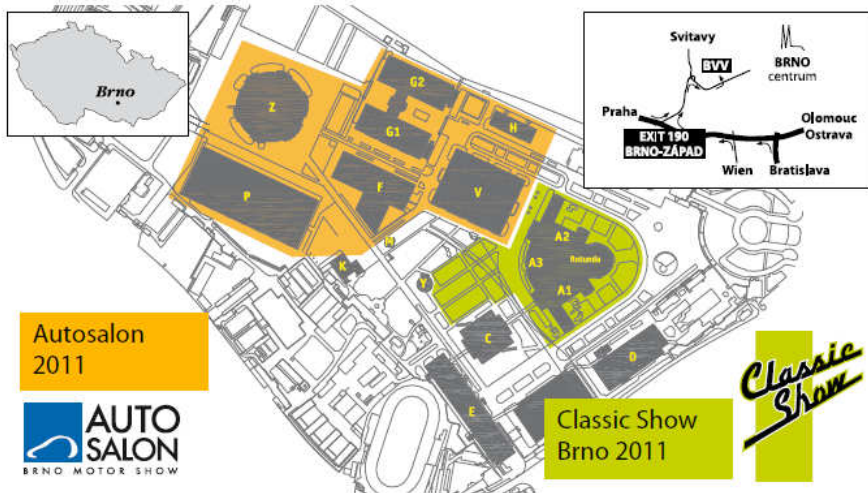 Brno
Svitavy
BVV
BRNO
centrum
Praha
Olomouc
Ostrava
EXIT 190
BRNO-ZÁPAD
Wien
Bratislava
Z
G2
G1
H
P
F
V
M
K
Y
A2
A3
Rotunda
A1
C
D
E
Autosalon
2011
AUTO
SALON
BRNO MOTOR SHOW
Classic Show
Brno 2011
Classic
Show